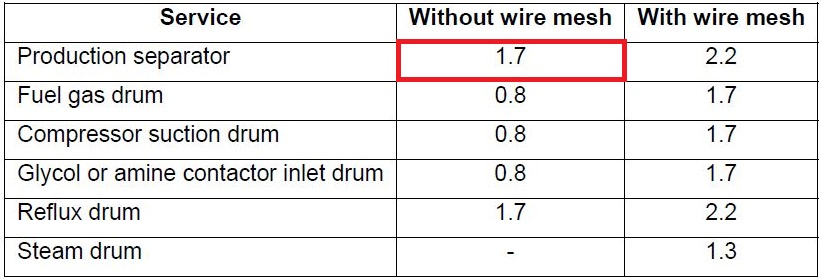 Service Without wire mesh With wire mesh
Production separator 1.7 2.2
Fuel gas drum 0.8 1.7
Compressor suction drum 0.8 1.7
Glycol or amine contactor inlet drum 0.8 1.7
Reflux drum 1.7 2.2
Steam drum - 1.3